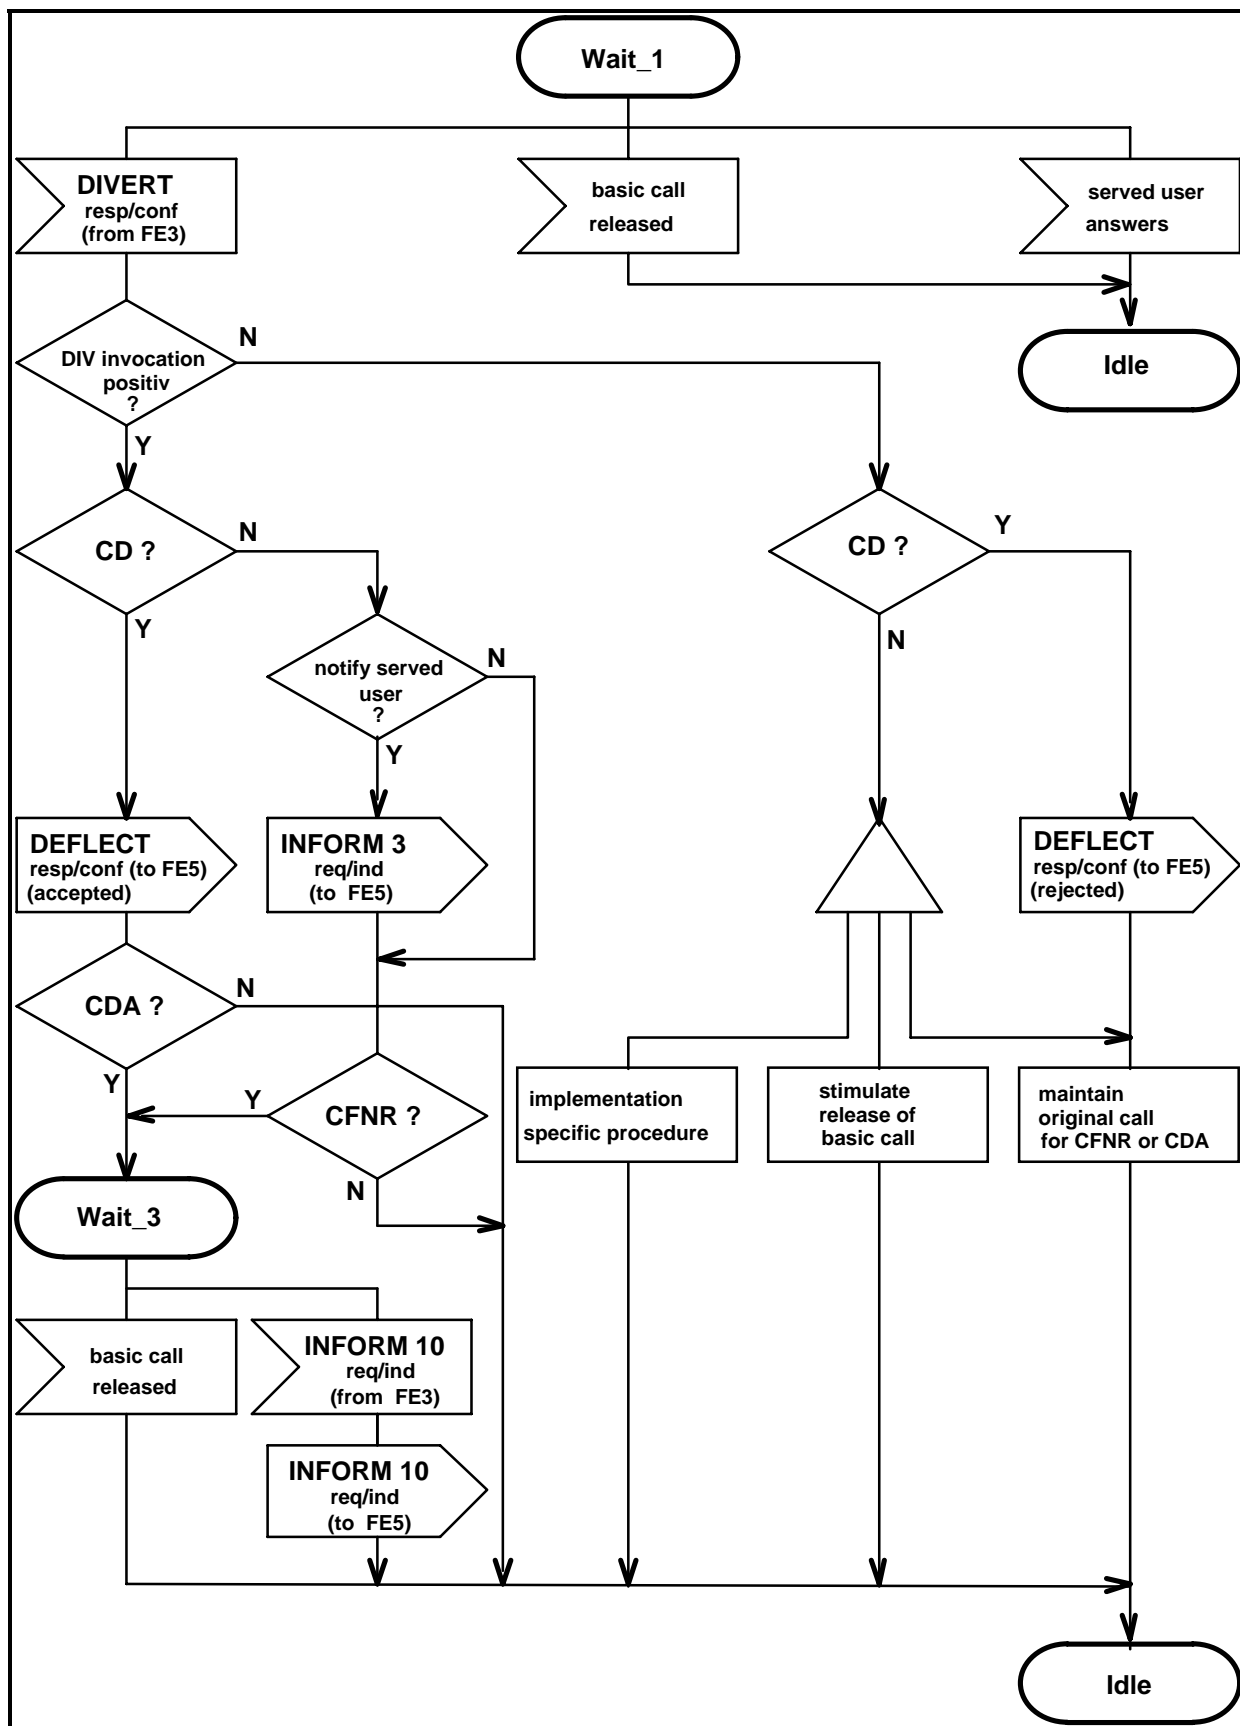 Wait_1
DIVERT
resp/conf
(from FE3)
basic call
released
served user
answers
DIV invocation
positiv
?
N
Y
Idle
CD ?
N
Y
CD ?
Y
N
notify served
user
?
N
Y
DEFLECT
resp/conf (to FE5)
(accepted)
INFORM 3
req/ind
(to FE5)
DEFLECT
resp/conf (to FE5)
(rejected)
CDA ?
N
Y
CFNR ?
Y
N
implementation
specific procedure
stimulate
release of
basic call
maintain
original call
for CFNR or CDA
Wait_3
basic call
released
INFORM 10
req/ind
(from FE3)
INFORM 10
req/ind
(to FE5)
Idle